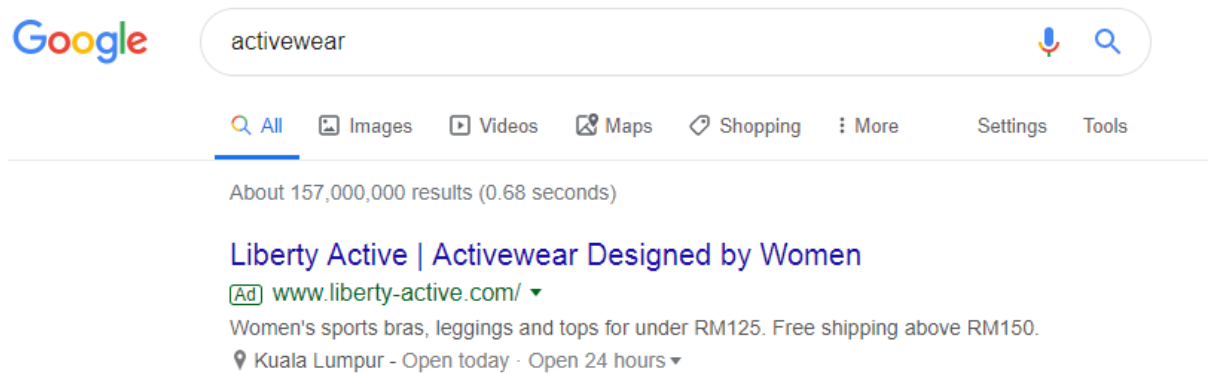 Google activewear
All Images Videos Maps Shopping More Settings Tools
About 157,000,000 results (0.68 seconds)
Liberty Active | Activewear Designed by Women
Ad www.liberty-active.com/
Women's sports bras, leggings and tops for under RM125. Free shipping above RM150.
Kuala Lumpur - Open today · Open 24 hours